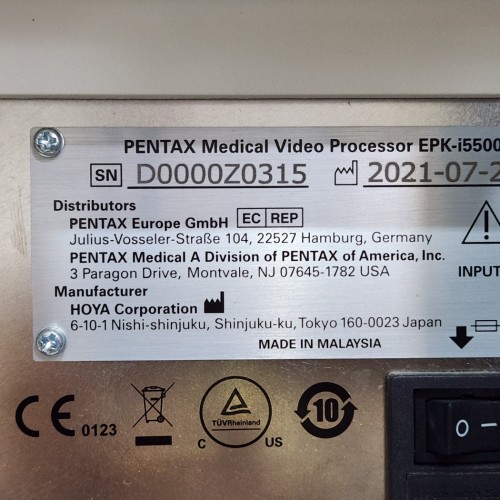 PENTAX Medical Video Processor EPK-i5500
SN D0000Z0315 2021-07-2
Distributors
PENTAX Europe GmbH EC REP
Julius-Vosseler-Straße 104, 22527 Hamburg, Germany
PENTAX Medical A Division of PENTAX of America, Inc.
3 Paragon Drive, Montvale, NJ 07645-1782 USA
INPUT
Manufacturer
HOYA Corporation
6-10-1 Nishi-shinjuku, Shinjuku-ku, Tokyo 160-0023 Japan
MADE IN MALAYSIA
CE 0123
TÜVRheinland
C US
10
O –